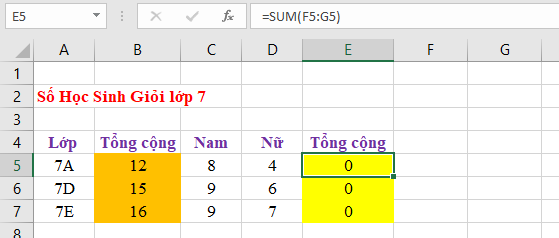 E5 =SUM(F5:G5)
A B C D E F G
1
2 Số Học Sinh Giỏi lớp 7
3
4 Lớp Tổng cộng Nam Nữ Tổng cộng
5 7A 12 8 4 0
6 7D 15 9 6 0
7 7E 16 9 7 0
8